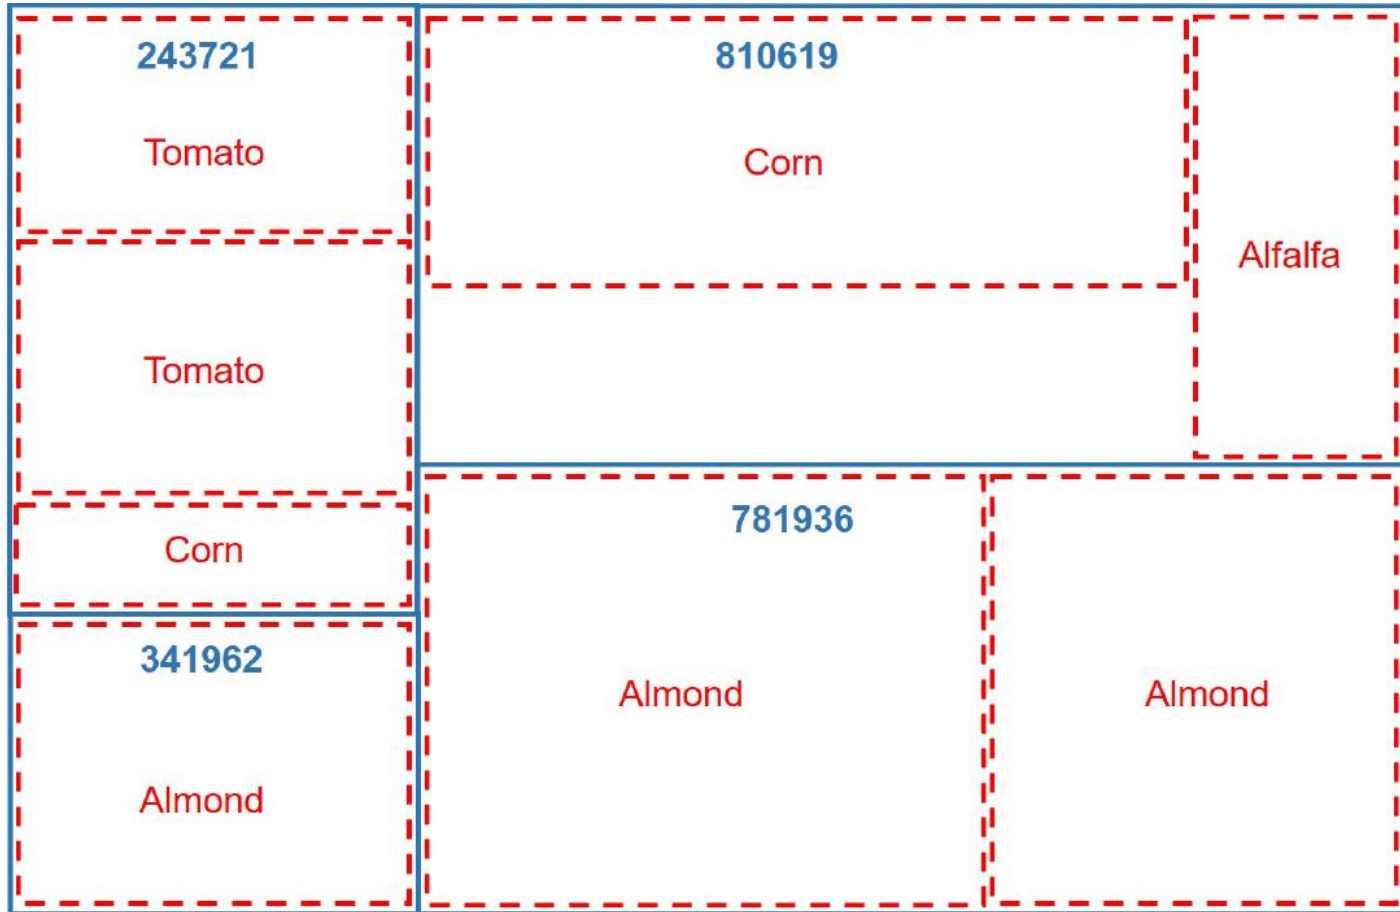 243721
Tomato
Tomato
Corn
810619
Corn
Alfalfa
341962
Almond
781936
Almond
Almond